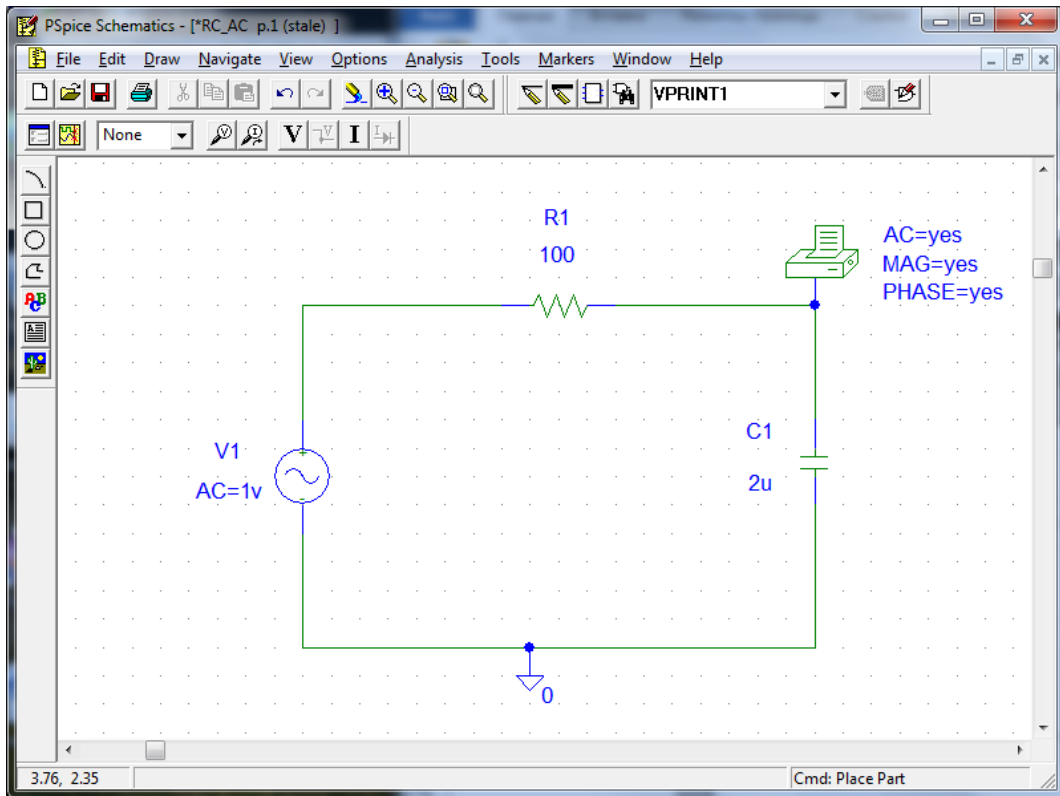 PSpice Schematics - [*RC_AC p.1 (stale) ]
File Edit Draw Navigate View Options Analysis Tools Markers Window Help
VPRINT1
None V I
R1
100
AC=yes
MAG=yes
PHASE=yes
V1
AC=1v
C1
2u
0
3.76, 2.35 Cmd: Place Part